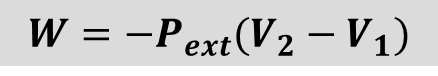 W = −P_ext(V_2 − V_1)